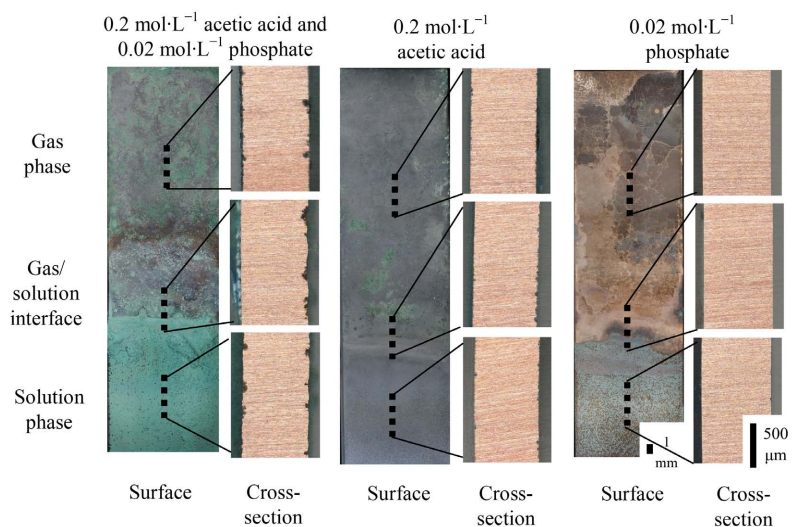 0.2 mol·L⁻¹ acetic acid and
0.02 mol·L⁻¹ phosphate
0.2 mol·L⁻¹
acetic acid
0.02 mol·L⁻¹
phosphate
Gas
phase
Gas/
solution
interface
Solution
phase
1
mm
500
μm
Surface
Cross-
section
Surface
Cross-
section
Surface
Cross-
section